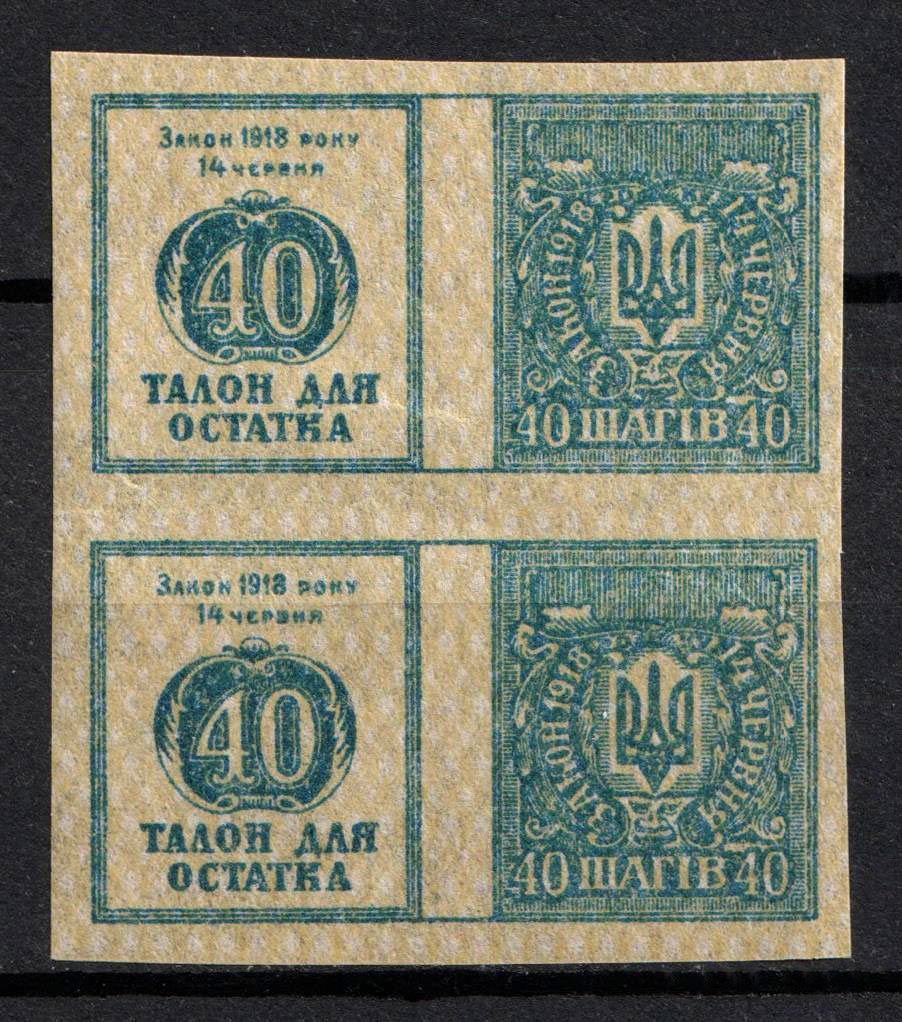 Закон 1918 року
14 червня
40
ТАЛОН ДЛЯ
ОСТАТКА
ЗАКОН 1918 Р. 14 ЧЕРВНЯ
40 ШАГІВ 40
Закон 1918 року
14 червня
40
ТАЛОН ДЛЯ
ОСТАТКА
ЗАКОН 1918 Р. 14 ЧЕРВНЯ
40 ШАГІВ 40